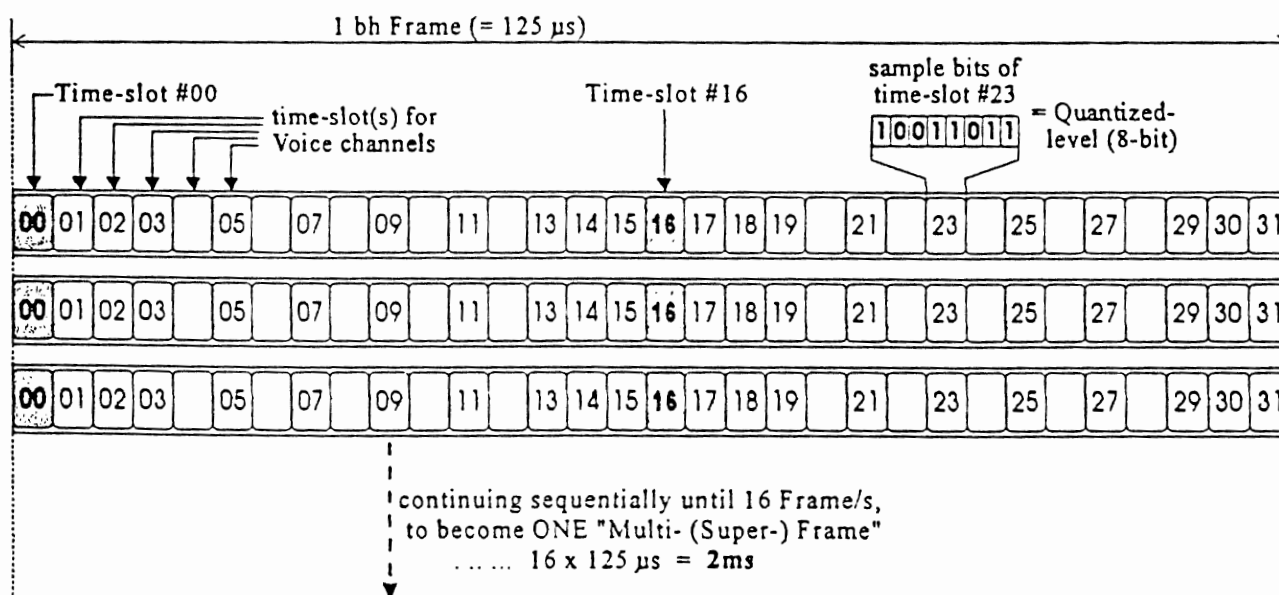 1 bh Frame (= 125 µs)
Time-slot #00
time-slot(s) for
Voice channels
Time-slot #16
sample bits of
time-slot #23
10011011
= Quantized-
level (8-bit)
00 01 02 03 05 07 09 11 13 14 15 16 17 18 19 21 23 25 27 29 30 31
00 01 02 03 05 07 09 11 13 14 15 16 17 18 19 21 23 25 27 29 30 31
00 01 02 03 05 07 09 11 13 14 15 16 17 18 19 21 23 25 27 29 30 31
continuing sequentially until 16 Frame/s,
to become ONE "Multi- (Super-) Frame"
. .. ... 16 x 125 µs = 2ms